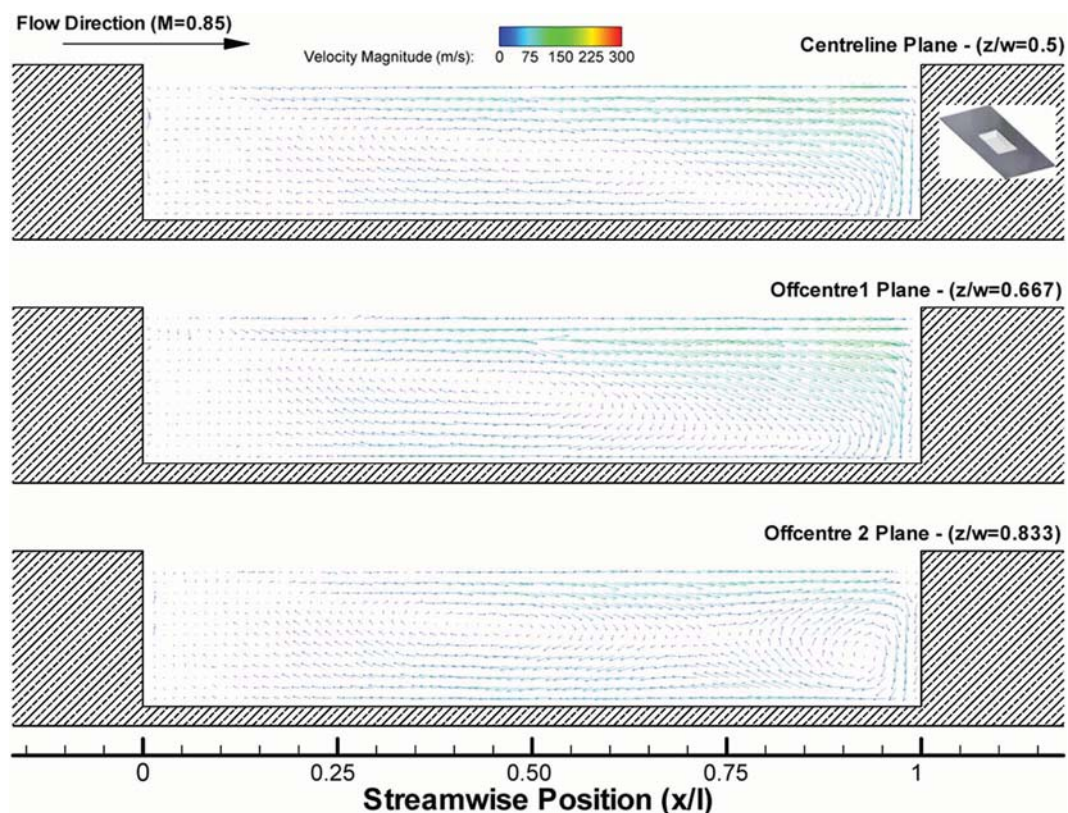 Flow Direction (M=0.85)
Velocity Magnitude (m/s): 0 75 150 225 300
Centreline Plane - (z/w=0.5)
Offcentre1 Plane - (z/w=0.667)
Offcentre 2 Plane - (z/w=0.833)
0 0.25 0.50 0.75 1
Streamwise Position (x/l)